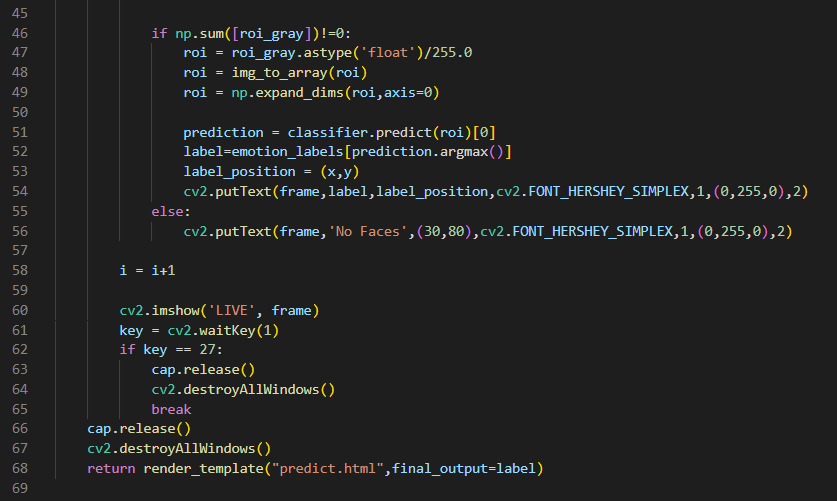 45
46 if np.sum([roi_gray])!=0:
47 roi = roi_gray.astype('float')/255.0
48 roi = img_to_array(roi)
49 roi = np.expand_dims(roi,axis=0)
50
51 prediction = classifier.predict(roi)[0]
52 label=emotion_labels[prediction.argmax()]
53 label_position = (x,y)
54 cv2.putText(frame,label,label_position,cv2.FONT_HERSHEY_SIMPLEX,1,(0,255,0),2)
55 else:
56 cv2.putText(frame,'No Faces',(30,80),cv2.FONT_HERSHEY_SIMPLEX,1,(0,255,0),2)
57
58 i = i+1
59
60 cv2.imshow('LIVE', frame)
61 key = cv2.waitKey(1)
62 if key == 27:
63 cap.release()
64 cv2.destroyAllWindows()
65 break
66 cap.release()
67 cv2.destroyAllWindows()
68 return render_template("predict.html",final_output=label)
69